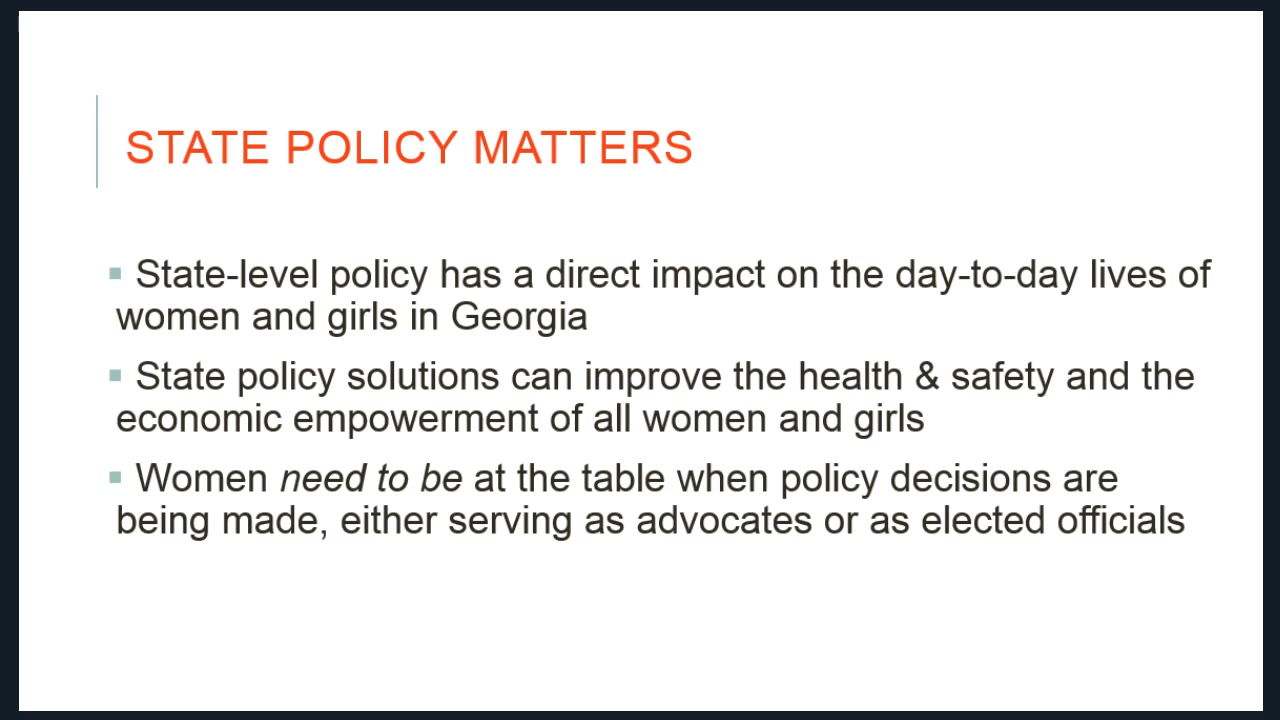 STATE POLICY MATTERS
▪ State-level policy has a direct impact on the day-to-day lives of
women and girls in Georgia
▪ State policy solutions can improve the health & safety and the
economic empowerment of all women and girls
▪ Women need to be at the table when policy decisions are
being made, either serving as advocates or as elected officials